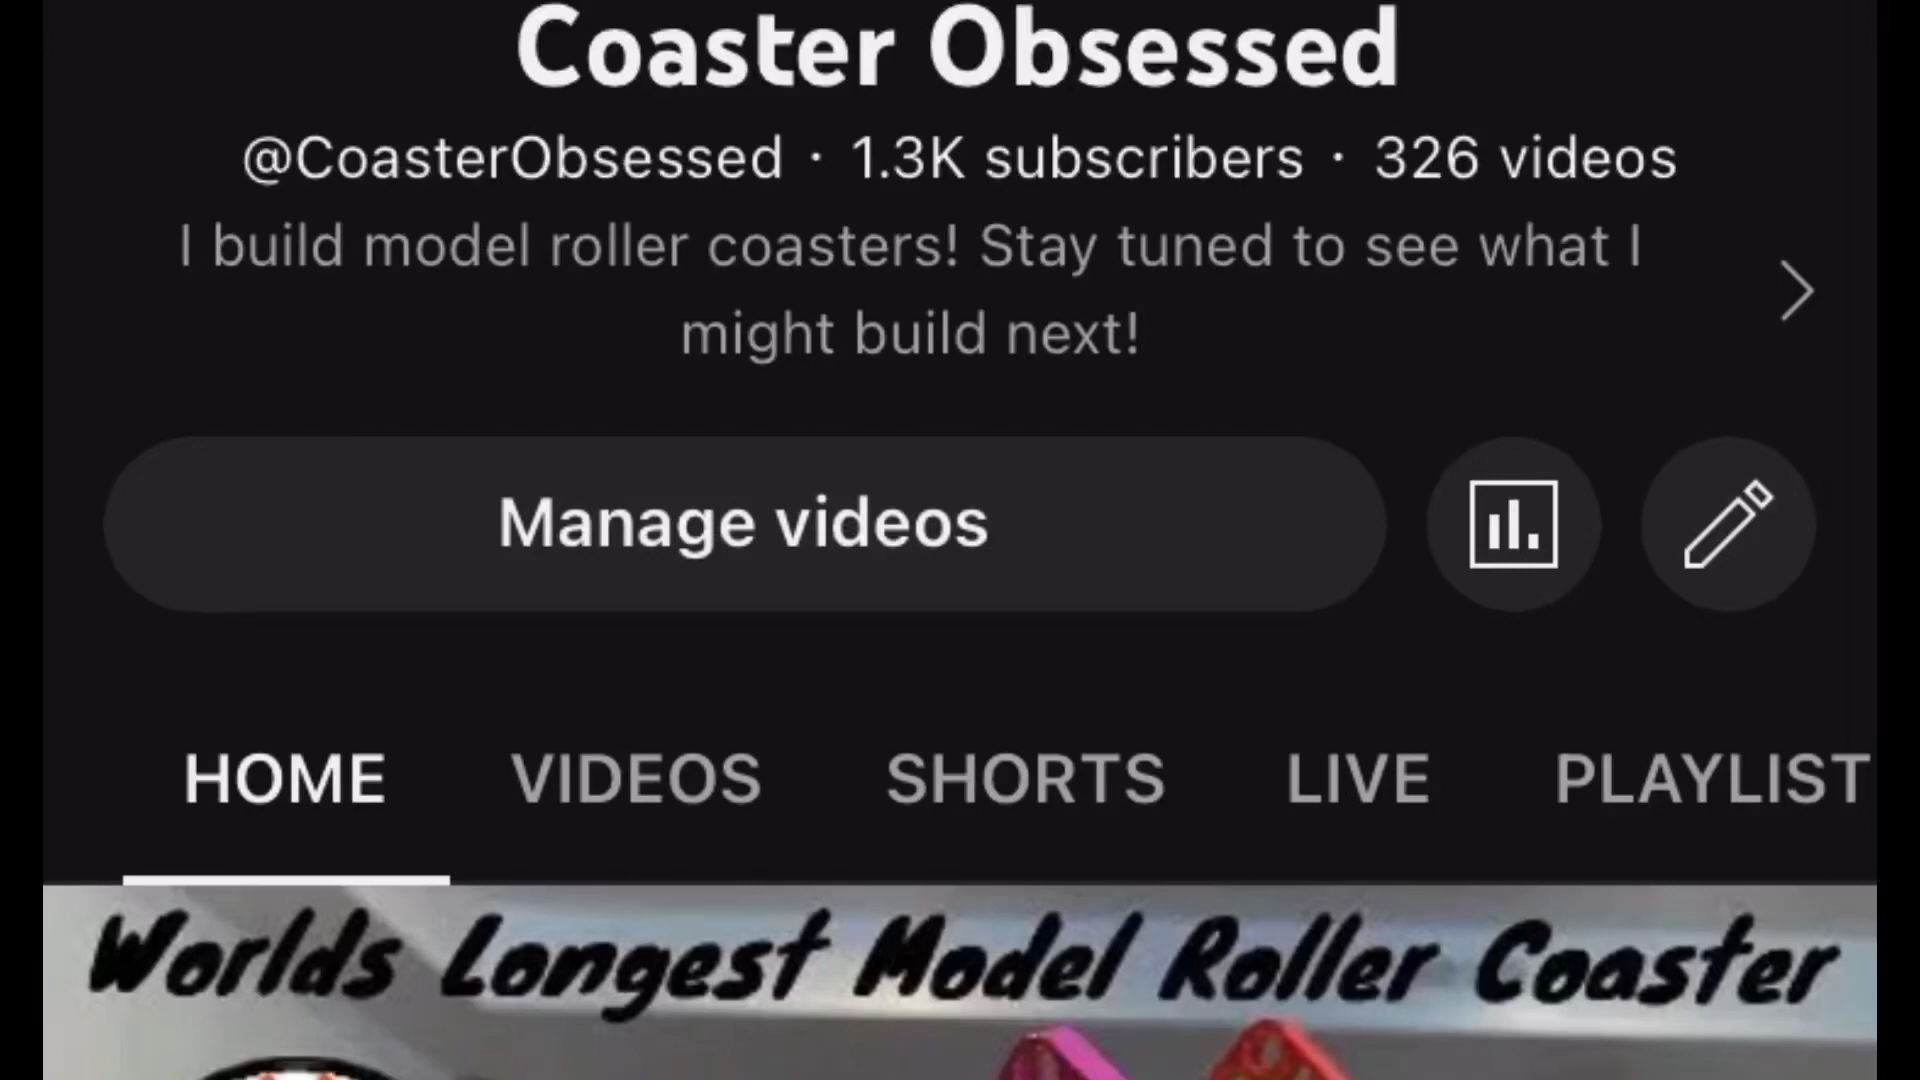 Coaster Obsessed
@CoasterObsessed · 1.3K subscribers · 326 videos
I build model roller coasters! Stay tuned to see what I
might build next!
Manage videos
HOME VIDEOS SHORTS LIVE PLAYLIST
Worlds Longest Model Roller Coaster